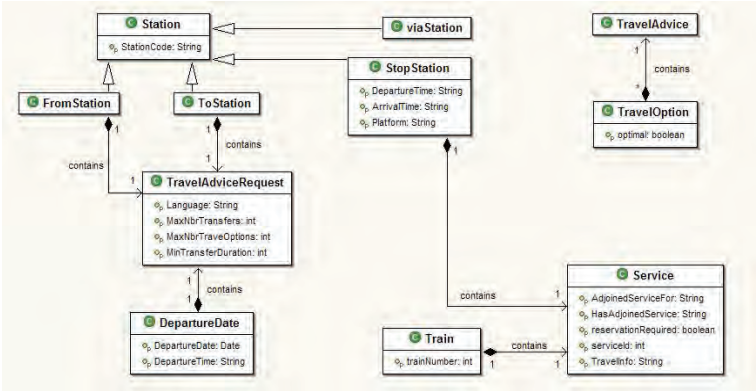 Station
StationCode: String
viaStation
TravelAdvice
1
contains
*
TravelOption
optimal: boolean
StopStation
DepartureTime: String
ArrivalTime: String
Platform: String
FromStation
ToStation
1
1
contains
contains
1
1
1
TravelAdviceRequest
Language: String
MaxNbrTransfers: int
MaxNbrTraveOptions: int
MinTransferDuration: int
1
contains
1
DepartureDate
DepartureDate: Date
DepartureTime: String
contains
1
Service
AdjoinedServiceFor: String
HasAdjoinedService: String
reservationRequired: boolean
serviceId: int
TravelInfo: String
Train
trainNumber: int
contains
1
1